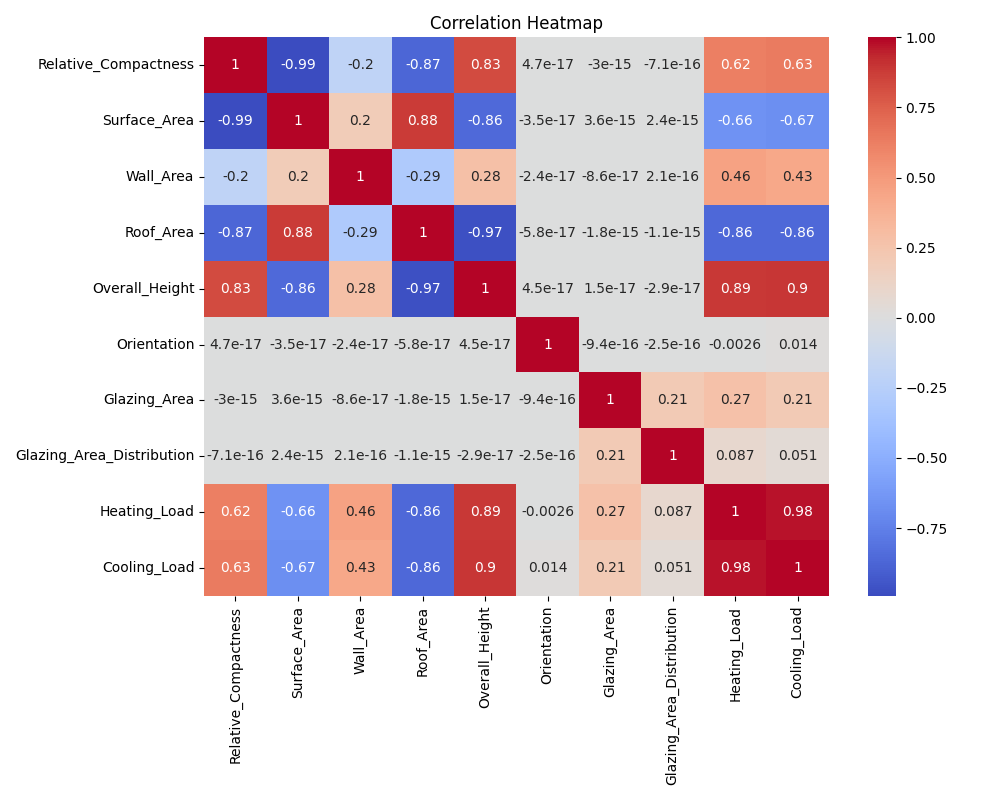 Correlation Heatmap
Relative_Compactness 1 -0.99 -0.2 -0.87 0.83 4.7e-17 -3e-15 -7.1e-16 0.62 0.63
Surface_Area -0.99 1 0.2 0.88 -0.86 -3.5e-17 3.6e-15 2.4e-15 -0.66 -0.67
Wall_Area -0.2 0.2 1 -0.29 0.28 -2.4e-17 -8.6e-17 2.1e-16 0.46 0.43
Roof_Area -0.87 0.88 -0.29 1 -0.97 -5.8e-17 -1.8e-15 -1.1e-15 -0.86 -0.86
Overall_Height 0.83 -0.86 0.28 -0.97 1 4.5e-17 1.5e-17 -2.9e-17 0.89 0.9
Orientation 4.7e-17 -3.5e-17 -2.4e-17 -5.8e-17 4.5e-17 1 -9.4e-16 -2.5e-16 -0.0026 0.014
Glazing_Area -3e-15 3.6e-15 -8.6e-17 -1.8e-15 1.5e-17 -9.4e-16 1 0.21 0.27 0.21
Glazing_Area_Distribution -7.1e-16 2.4e-15 2.1e-16 -1.1e-15 -2.9e-17 -2.5e-16 0.21 1 0.087 0.051
Heating_Load 0.62 -0.66 0.46 -0.86 0.89 -0.0026 0.27 0.087 1 0.98
Cooling_Load 0.63 -0.67 0.43 -0.86 0.9 0.014 0.21 0.051 0.98 1
Relative_Compactness
Surface_Area
Wall_Area
Roof_Area
Overall_Height
Orientation
Glazing_Area
Glazing_Area_Distribution
Heating_Load
Cooling_Load
1.00
0.75
0.50
0.25
0.00
−0.25
−0.50
−0.75